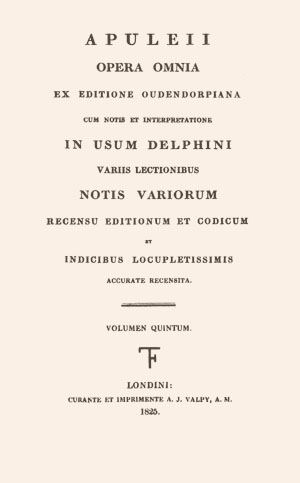 APULEII
OPERA OMNIA
EX EDITIONE OUDENDORPIANA
CUM NOTIS ET INTERPRETATIONE
IN USUM DELPHINI
VARIIS LECTIONIBUS
NOTIS VARIORUM
RECENSU EDITIONUM ET CODICUM
ET
INDICIBUS LOCUPLETISSIMIS
ACCURATE RECENSITA.
VOLUMEN QUINTUM.
LONDINI:
CURANTE ET IMPRIMENTE A. J. VALPY, A. M.
1825.